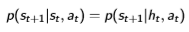 p(s_{t+1}|s_t, a_t) = p(s_{t+1}|h_t, a_t)